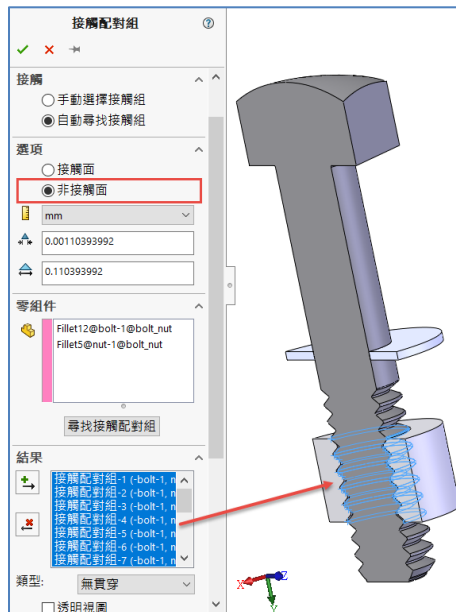 接觸配對組
接觸
手動選擇接觸組
自動尋找接觸組
選項
接觸面
非接觸面
mm
0.00110393992
0.110393992
零組件
Fillet12@bolt-1@bolt_nut
Fillet5@nut-1@bolt_nut
尋找接觸配對組
結果
接觸配對組-1 (-bolt-1, n
接觸配對組-2 (-bolt-1, n
接觸配對組-3 (-bolt-1, n
接觸配對組-4 (-bolt-1, n
接觸配對組-5 (-bolt-1, n
接觸配對組-6 (-bolt-1, n
接觸配對組-7 (-bolt-1, n
類型:
無貫穿
透明視圖
X
Z
Y